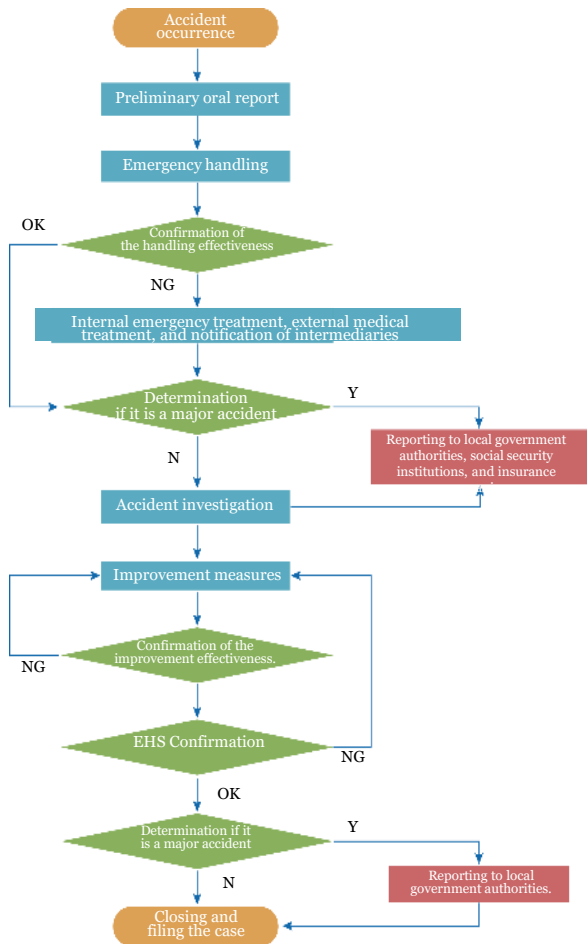 Accident
occurrence
Preliminary oral report
Emergency handling
OK
Confirmation of
the handling effectiveness
NG
Internal emergency treatment, external medical
treatment, and notification of intermediaries
Determination
if it is a major accident
Y
N
Reporting to local government
authorities, social security
institutions, and insurance
Accident investigation
Improvement measures
Confirmation of the
improvement effectiveness.
NG
EHS Confirmation
NG
OK
Determination if it
is a major accident
Y
N
Reporting to local
government authorities.
Closing and
filing the case